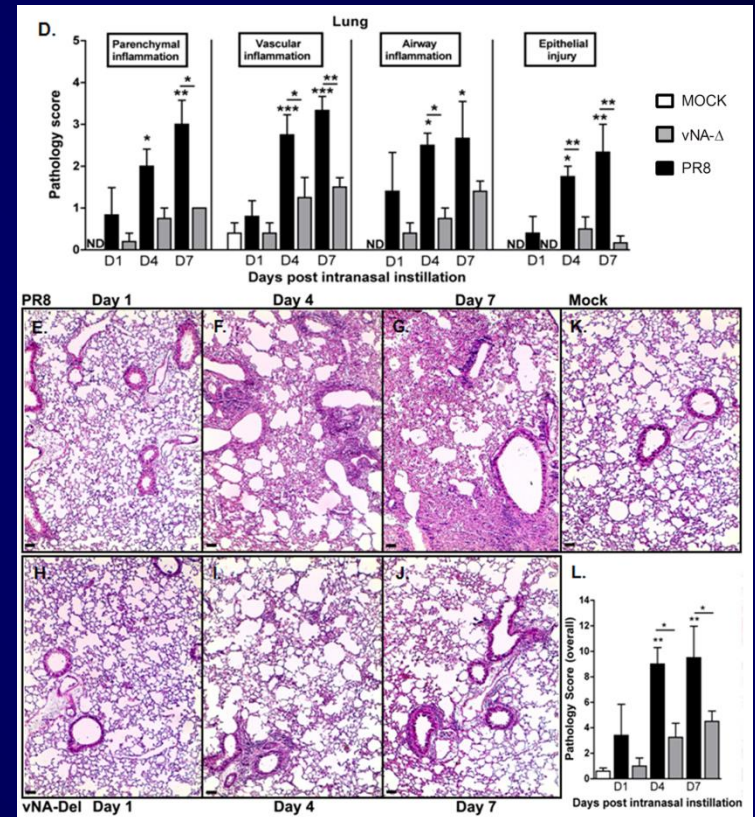 D.
Lung
Parenchymal
inflammation
Vascular
inflammation
Airway
inflammation
Epithelial
injury
Pathology score
5
4
3
2
1
0
* ** *
* *** *** **
* * *
* ** ** **
ND
ND
ND ND
D1 D4 D7
D1 D4 D7
D1 D4 D7
D1 D4 D7
Days post intranasal instillation
MOCK
vNA-Δ
PR8
PR8 Day 1
Day 4
Day 7
Mock
E.
F.
G.
K.
H.
I.
J.
vNA-Del Day 1
Day 4
Day 7
L.
Pathology Score (overall)
14
12
10
8
6
4
2
0
** *
** *
D1 D4 D7
Days post intranasal instillation